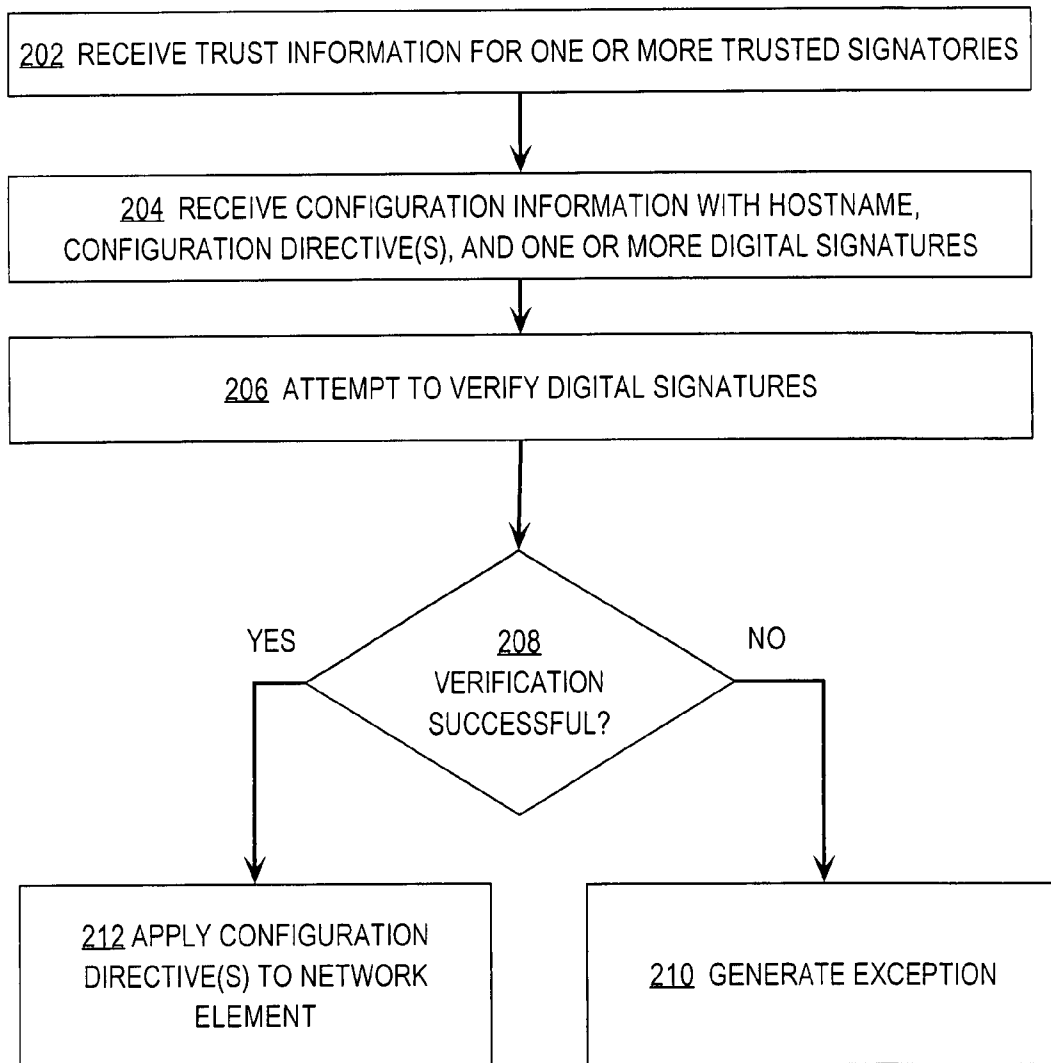 202 RECEIVE TRUST INFORMATION FOR ONE OR MORE TRUSTED SIGNATORIES
204 RECEIVE CONFIGURATION INFORMATION WITH HOSTNAME,
CONFIGURATION DIRECTIVE(S), AND ONE OR MORE DIGITAL SIGNATURES
206 ATTEMPT TO VERIFY DIGITAL SIGNATURES
YES
NO
208
VERIFICATION
SUCCESSFUL?
212 APPLY CONFIGURATION
DIRECTIVE(S) TO NETWORK
ELEMENT
210 GENERATE EXCEPTION